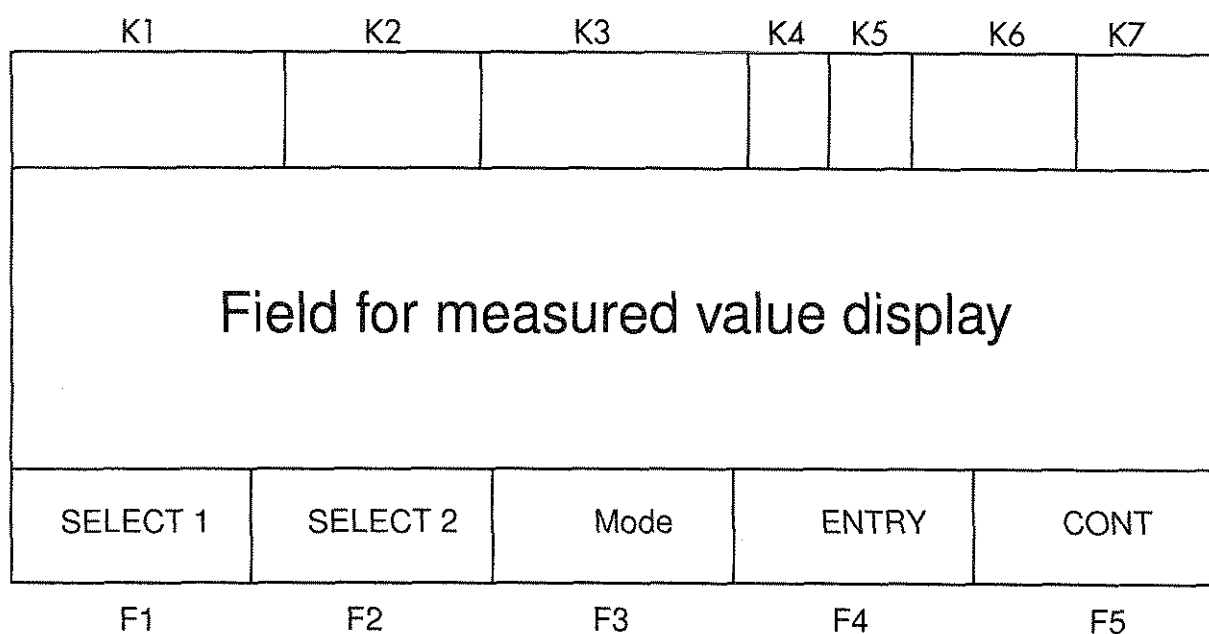 K1 K2 K3 K4 K5 K6 K7
Field for measured value display
SELECT 1 SELECT 2 Mode ENTRY CONT
F1 F2 F3 F4 F5